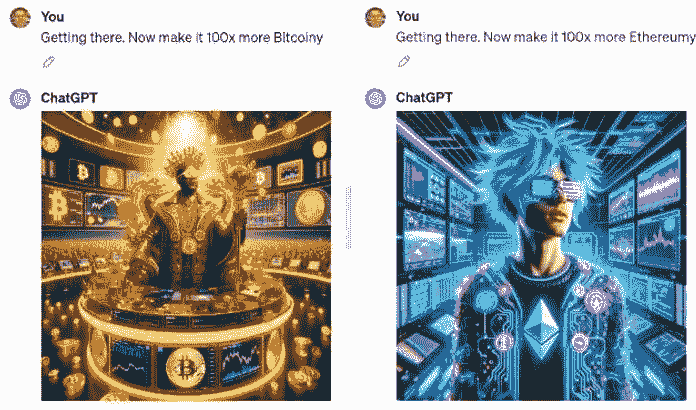 You
Getting there. Now make it 100x more Bitcoiny
ChatGPT
You
Getting there. Now make it 100x more Ethereumy
ChatGPT